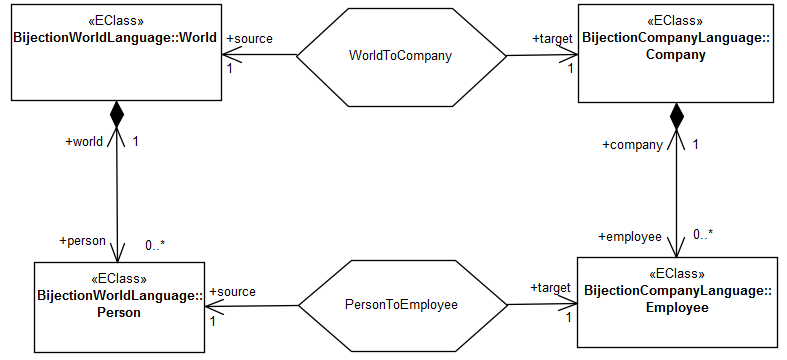 «EClass»
BijectionWorldLanguage::World
+source
1
WorldToCompany
+target
1
«EClass»
BijectionCompanyLanguage::
Company
+world
1
+company
1
+person
0..*
+employee
0..*
«EClass»
BijectionWorldLanguage::
Person
+source
1
PersonToEmployee
+target
1
«EClass»
BijectionCompanyLanguage::
Employee